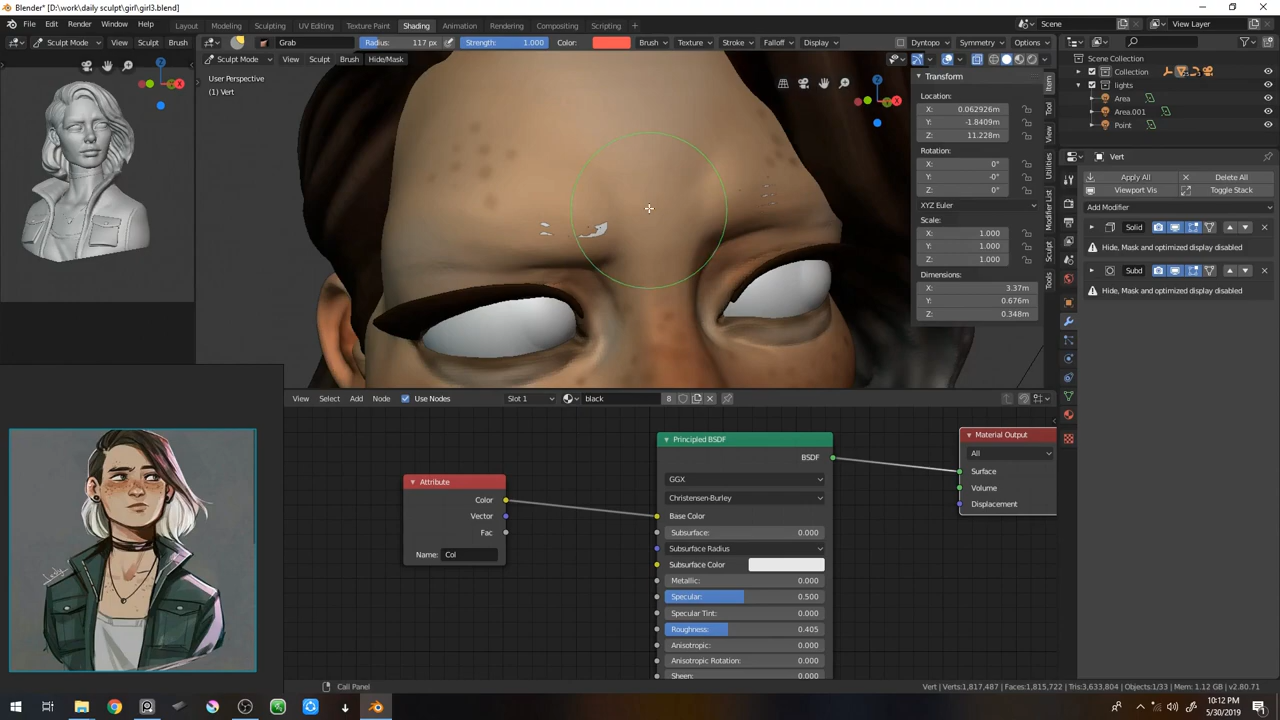 Blender* [D:\work\daily sculpt\girl\girl3.blend]
File Edit Render Window Help Layout Modeling Sculpting UV Editing Texture Paint Shading Animation Rendering Compositing Scripting + Scene View Layer
Sculpt Mode View Sculpt Brush Grab Radius: 117 px Strength: 1.000 Color: Brush Texture Stroke Falloff Display Dyntopo Symmetry Options
Sculpt Mode View Sculpt Brush Hide/Mask
User Perspective
(1) Vert
Transform
Location:
X: 0.062926m
Y: -1.8409m
Z: 11.228m
Rotation:
X: 0°
Y: -0°
Z: 0°
XYZ Euler
Scale:
X: 1.000
Y: 1.000
Z: 1.000
Dimensions:
X: 3.37m
Y: 0.676m
Z: 0.348m
Item
Tool
View
Utilities
Modifier List
Sculpt
Tools
Scene Collection
Collection
lights
Area
Area.001
Point
Vert
Apply All Delete All
Viewport Vis Toggle Stack
Add Modifier
Solid
Hide, Mask and optimized display disabled
Subd
Hide, Mask and optimized display disabled
View Select Add Node Use Nodes Slot 1 black 8
Attribute
Color
Vector
Fac
Name: Col
Principled BSDF
BSDF
GGX
Christensen-Burley
Base Color
Subsurface: 0.000
Subsurface Radius
Subsurface Color
Metallic: 0.000
Specular: 0.500
Specular Tint: 0.000
Roughness: 0.405
Anisotropic: 0.000
Anisotropic Rotation: 0.000
Sheen: 0.000
Material Output
All
Surface
Volume
Displacement
Call Panel
Vert | Verts:1,817,487 | Faces:1,815,722 | Tris:3,633,804 | Objects:1/33 | Mem: 1.12 GB | v2.80.71
10:12 PM
5/30/2019